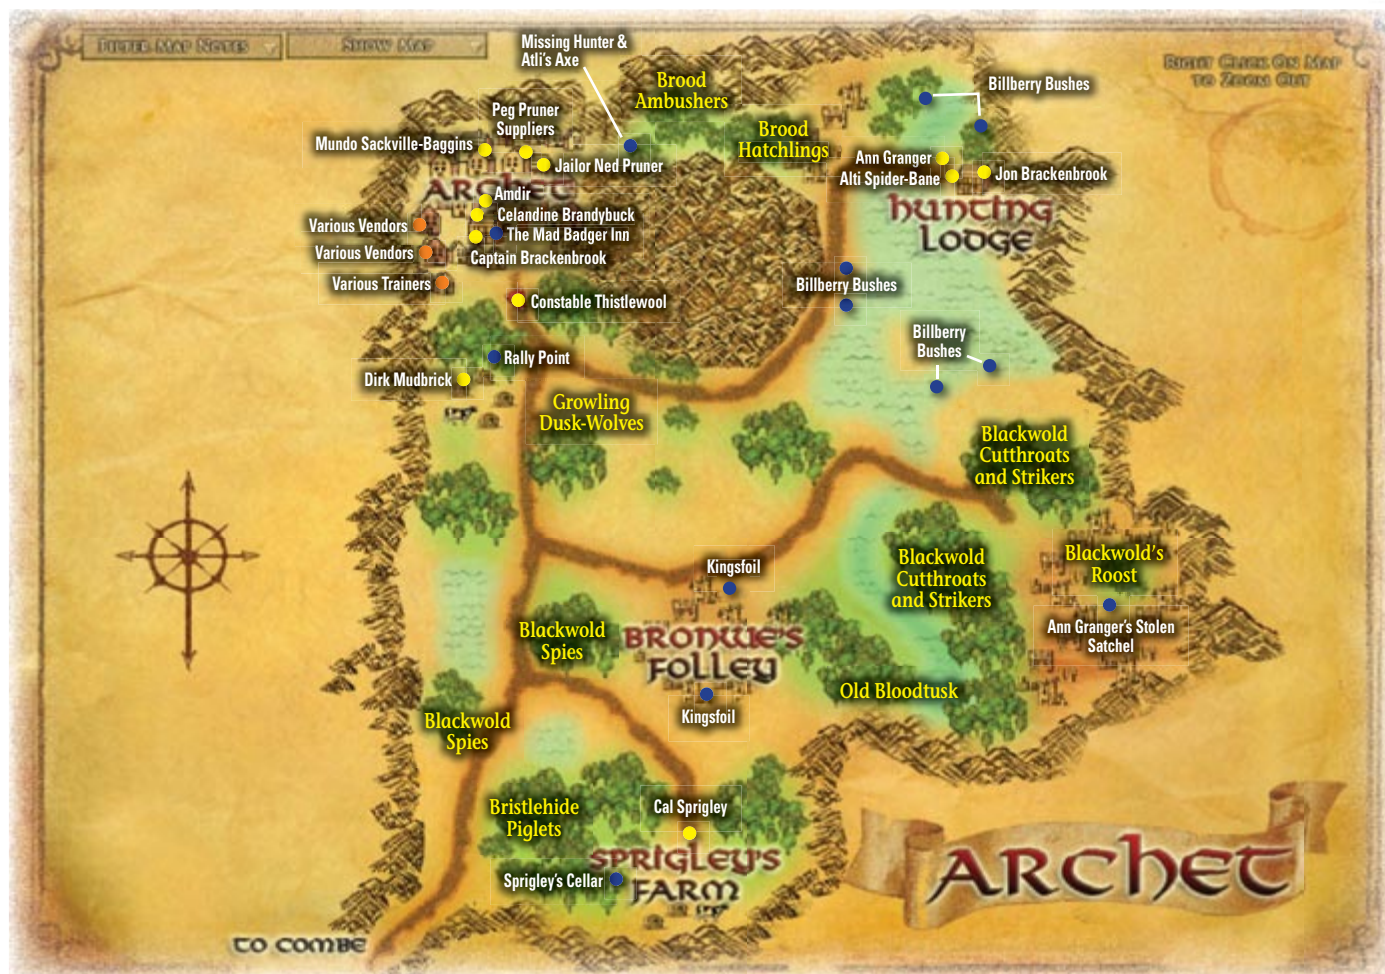 Filter Map Notes
Show Map
Right Click On Map
to Zoom Out
Missing Hunter &
Atli's Axe
Brood
Ambushers
Billberry Bushes
Peg Pruner
Suppliers
Brood
Hatchlings
Mundo Sackville-Baggins
Jailor Ned Pruner
Ann Granger
Alti Spider-Bane
Jon Brackenbrook
ARCHET
Amdir
Celandine Brandybuck
Various Vendors
The Mad Badger Inn
Various Vendors
Captain Brackenbrook
Hunting
Lodge
Various Trainers
Constable Thistlewool
Billberry Bushes
Billberry
Bushes
Rally Point
Dirk Mudbrick
Growling
Dusk-Wolves
Blackwold
Cutthroats
and Strikers
Kingsfoil
Blackwold
Cutthroats
and Strikers
Blackwold's
Roost
Blackwold
Spies
Bronwe's
Folley
Ann Granger's Stolen
Satchel
Old Bloodtusk
Kingsfoil
Blackwold
Spies
Bristlehide
Piglets
Cal Sprigley
Sprigley's
Farm
Sprigley's Cellar
ARCHET
To Combe